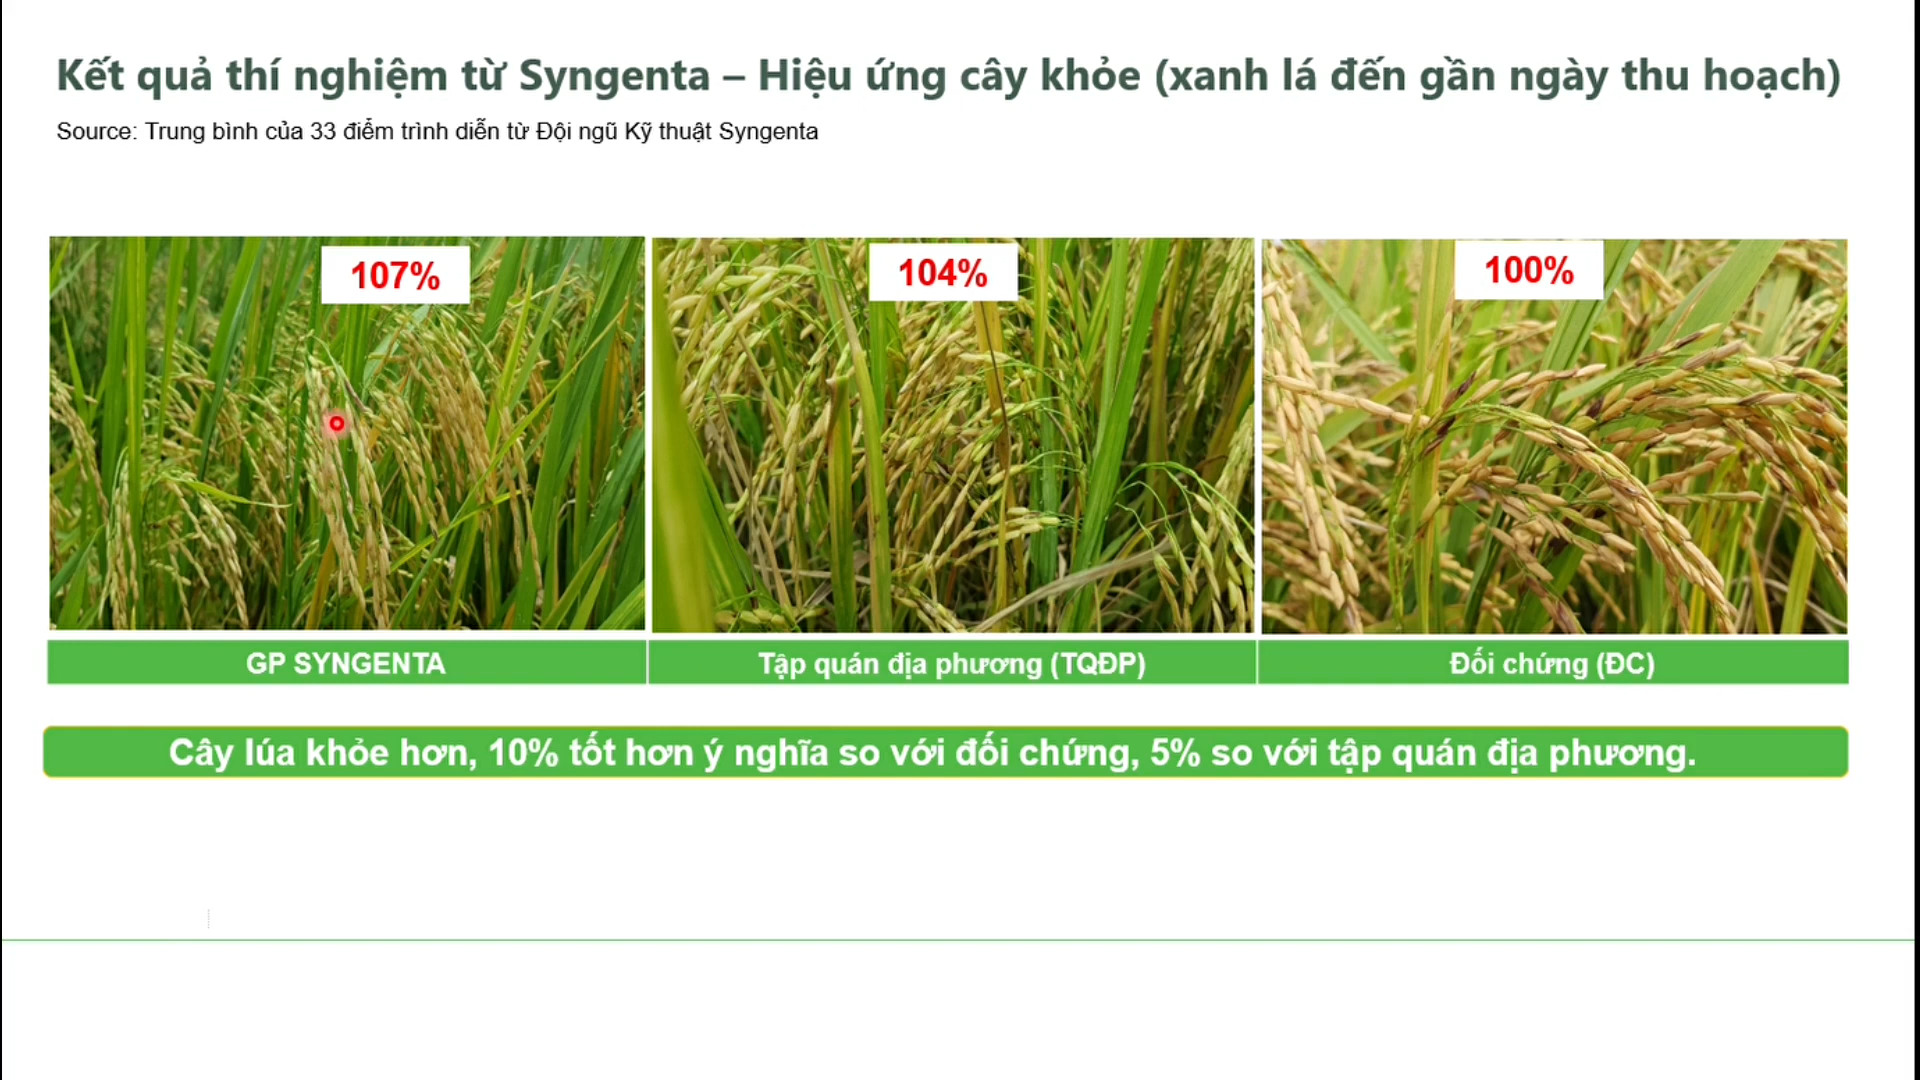 Kết quả thí nghiệm từ Syngenta – Hiệu ứng cây khỏe (xanh lá đến gần ngày thu hoạch)
Source: Trung bình của 33 điểm trình diễn từ Đội ngũ Kỹ thuật Syngenta
107%
104%
100%
GP SYNGENTA
Tập quán địa phương (TQĐP)
Đối chứng (ĐC)
Cây lúa khỏe hơn, 10% tốt hơn ý nghĩa so với đối chứng, 5% so với tập quán địa phương.